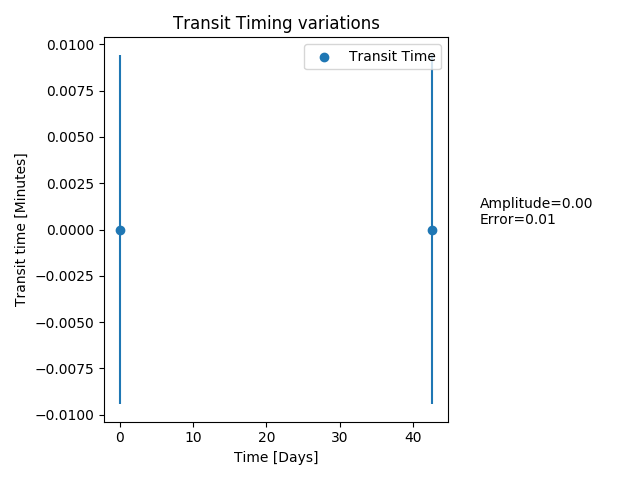 Transit Timing variations
Transit Time
0.0100
0.0075
0.0050
0.0025
0.0000
−0.0025
−0.0050
−0.0075
−0.0100
Transit time [Minutes]
Amplitude=0.00
Error=0.01
0 10 20 30 40
Time [Days]